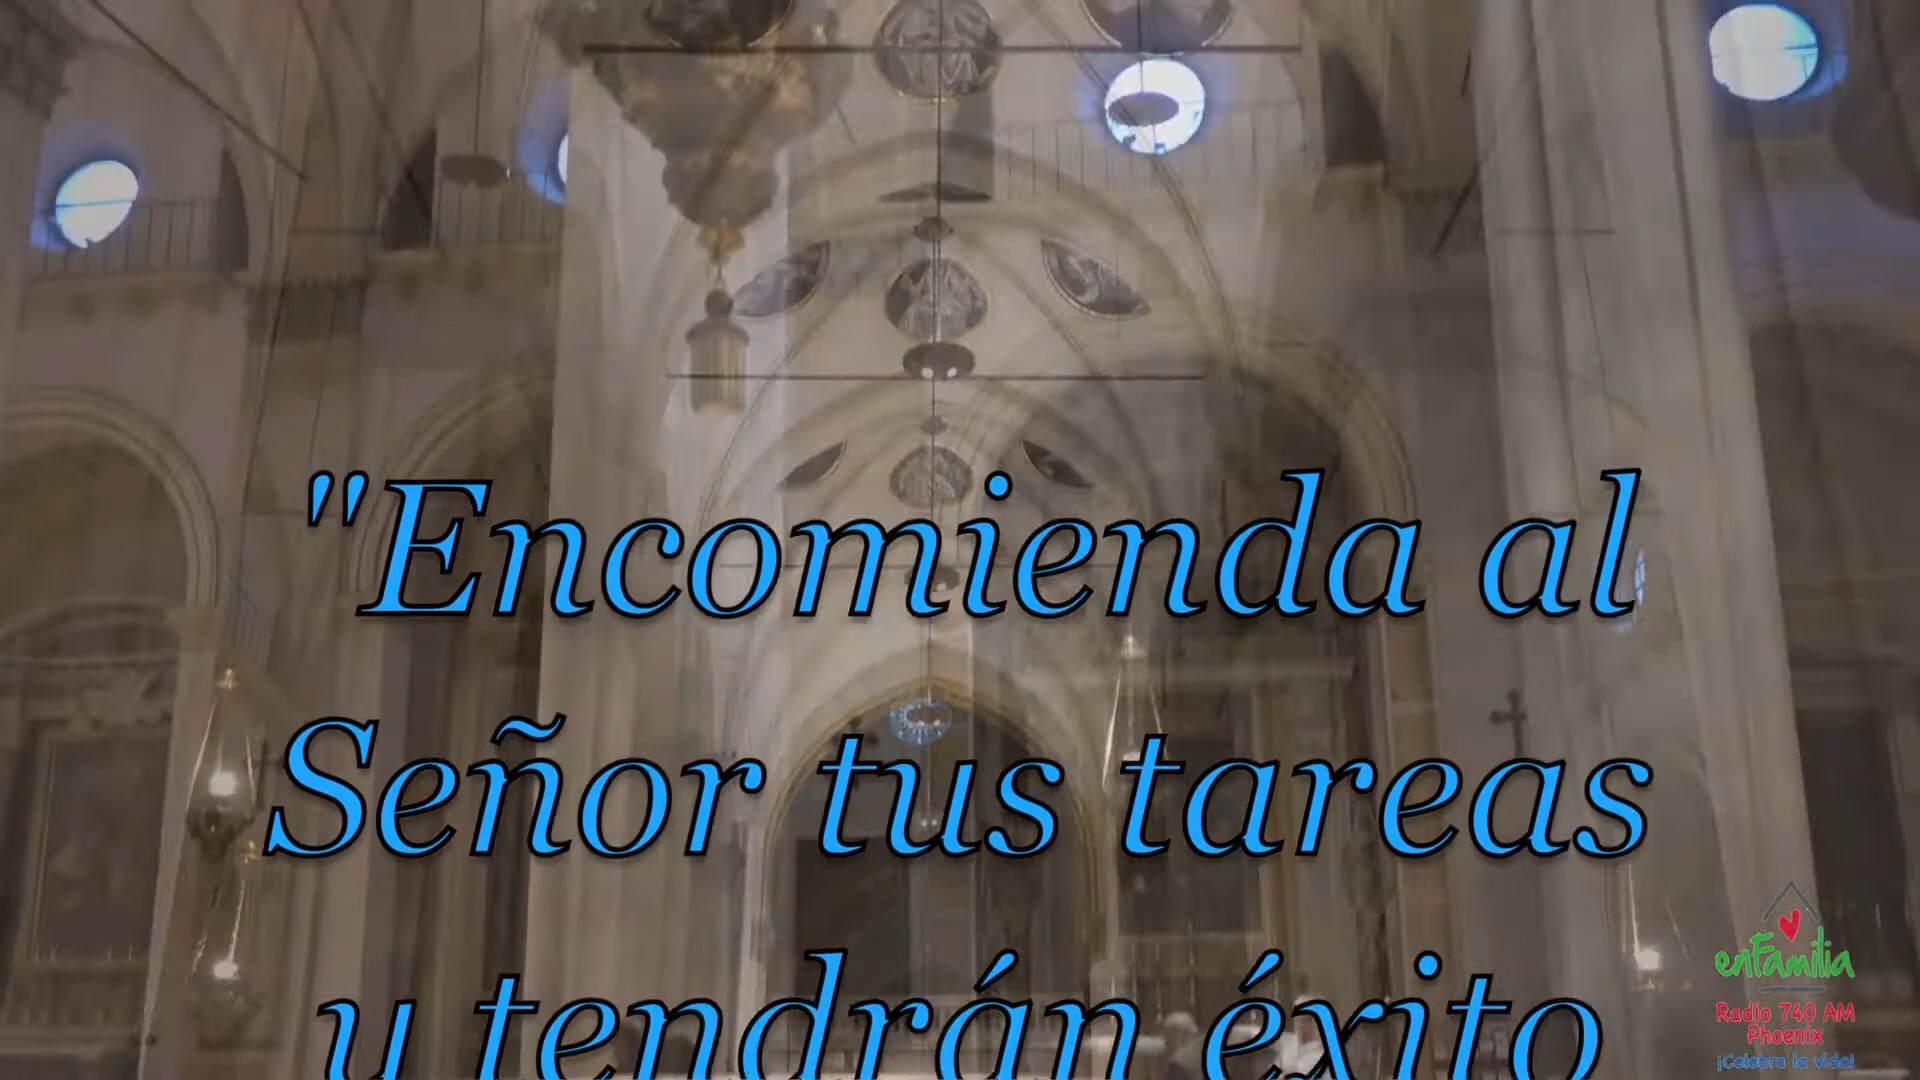 "Encomienda al
Señor tus tareas
y tendrán éxito
enFamilia
Radio 740 AM
Phoenix
¡Celebra la vida!